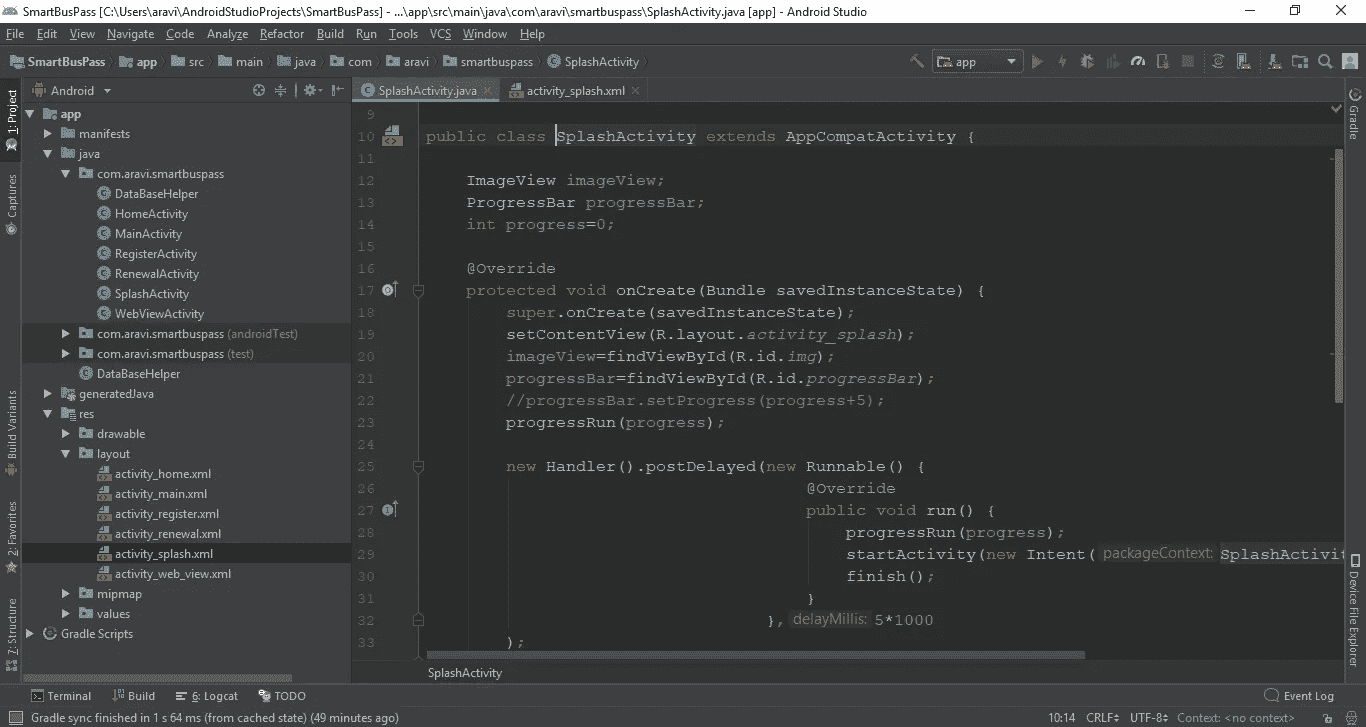 SmartBusPass [C:\Users\aravi\AndroidStudioProjects\SmartBusPass] - ...\app\src\main\java\com\aravi\smartbuspass\SplashActivity.java [app] - Android Studio
File Edit View Navigate Code Analyze Refactor Build Run Tools VCS Window Help
SmartBusPass app src main java com aravi smartbuspass SplashActivity app
Android SplashActivity.java activity_splash.xml
1: Project
Captures
Build Variants
2: Favorites
7: Structure
app
manifests
java
com.aravi.smartbuspass
DataBaseHelper
HomeActivity
MainActivity
RegisterActivity
RenewalActivity
SplashActivity
WebViewActivity
com.aravi.smartbuspass (androidTest)
com.aravi.smartbuspass (test)
DataBaseHelper
generatedJava
res
drawable
layout
activity_home.xml
activity_main.xml
activity_register.xml
activity_renewal.xml
activity_splash.xml
activity_web_view.xml
mipmap
values
Gradle Scripts
9
10 public class SplashActivity extends AppCompatActivity {
11
12 ImageView imageView;
13 ProgressBar progressBar;
14 int progress=0;
15
16 @Override
17 protected void onCreate(Bundle savedInstanceState) {
18 super.onCreate(savedInstanceState);
19 setContentView(R.layout.activity_splash);
20 imageView=findViewById(R.id.img);
21 progressBar=findViewById(R.id.progressBar);
22 //progressBar.setProgress(progress+5);
23 progressRun(progress);
24
25 new Handler().postDelayed(new Runnable() {
26 @Override
27 public void run() {
28 progressRun(progress);
29 startActivity(new Intent( packageContext: SplashActivit
30 finish();
31 }
32 }, delayMillis: 5*1000
33 );
SplashActivity
Gradle
Device File Explorer
Terminal Build 6: Logcat TODO Event Log
Gradle sync finished in 1 s 64 ms (from cached state) (49 minutes ago) 10:14 CRLF UTF-8 Context: <no context>